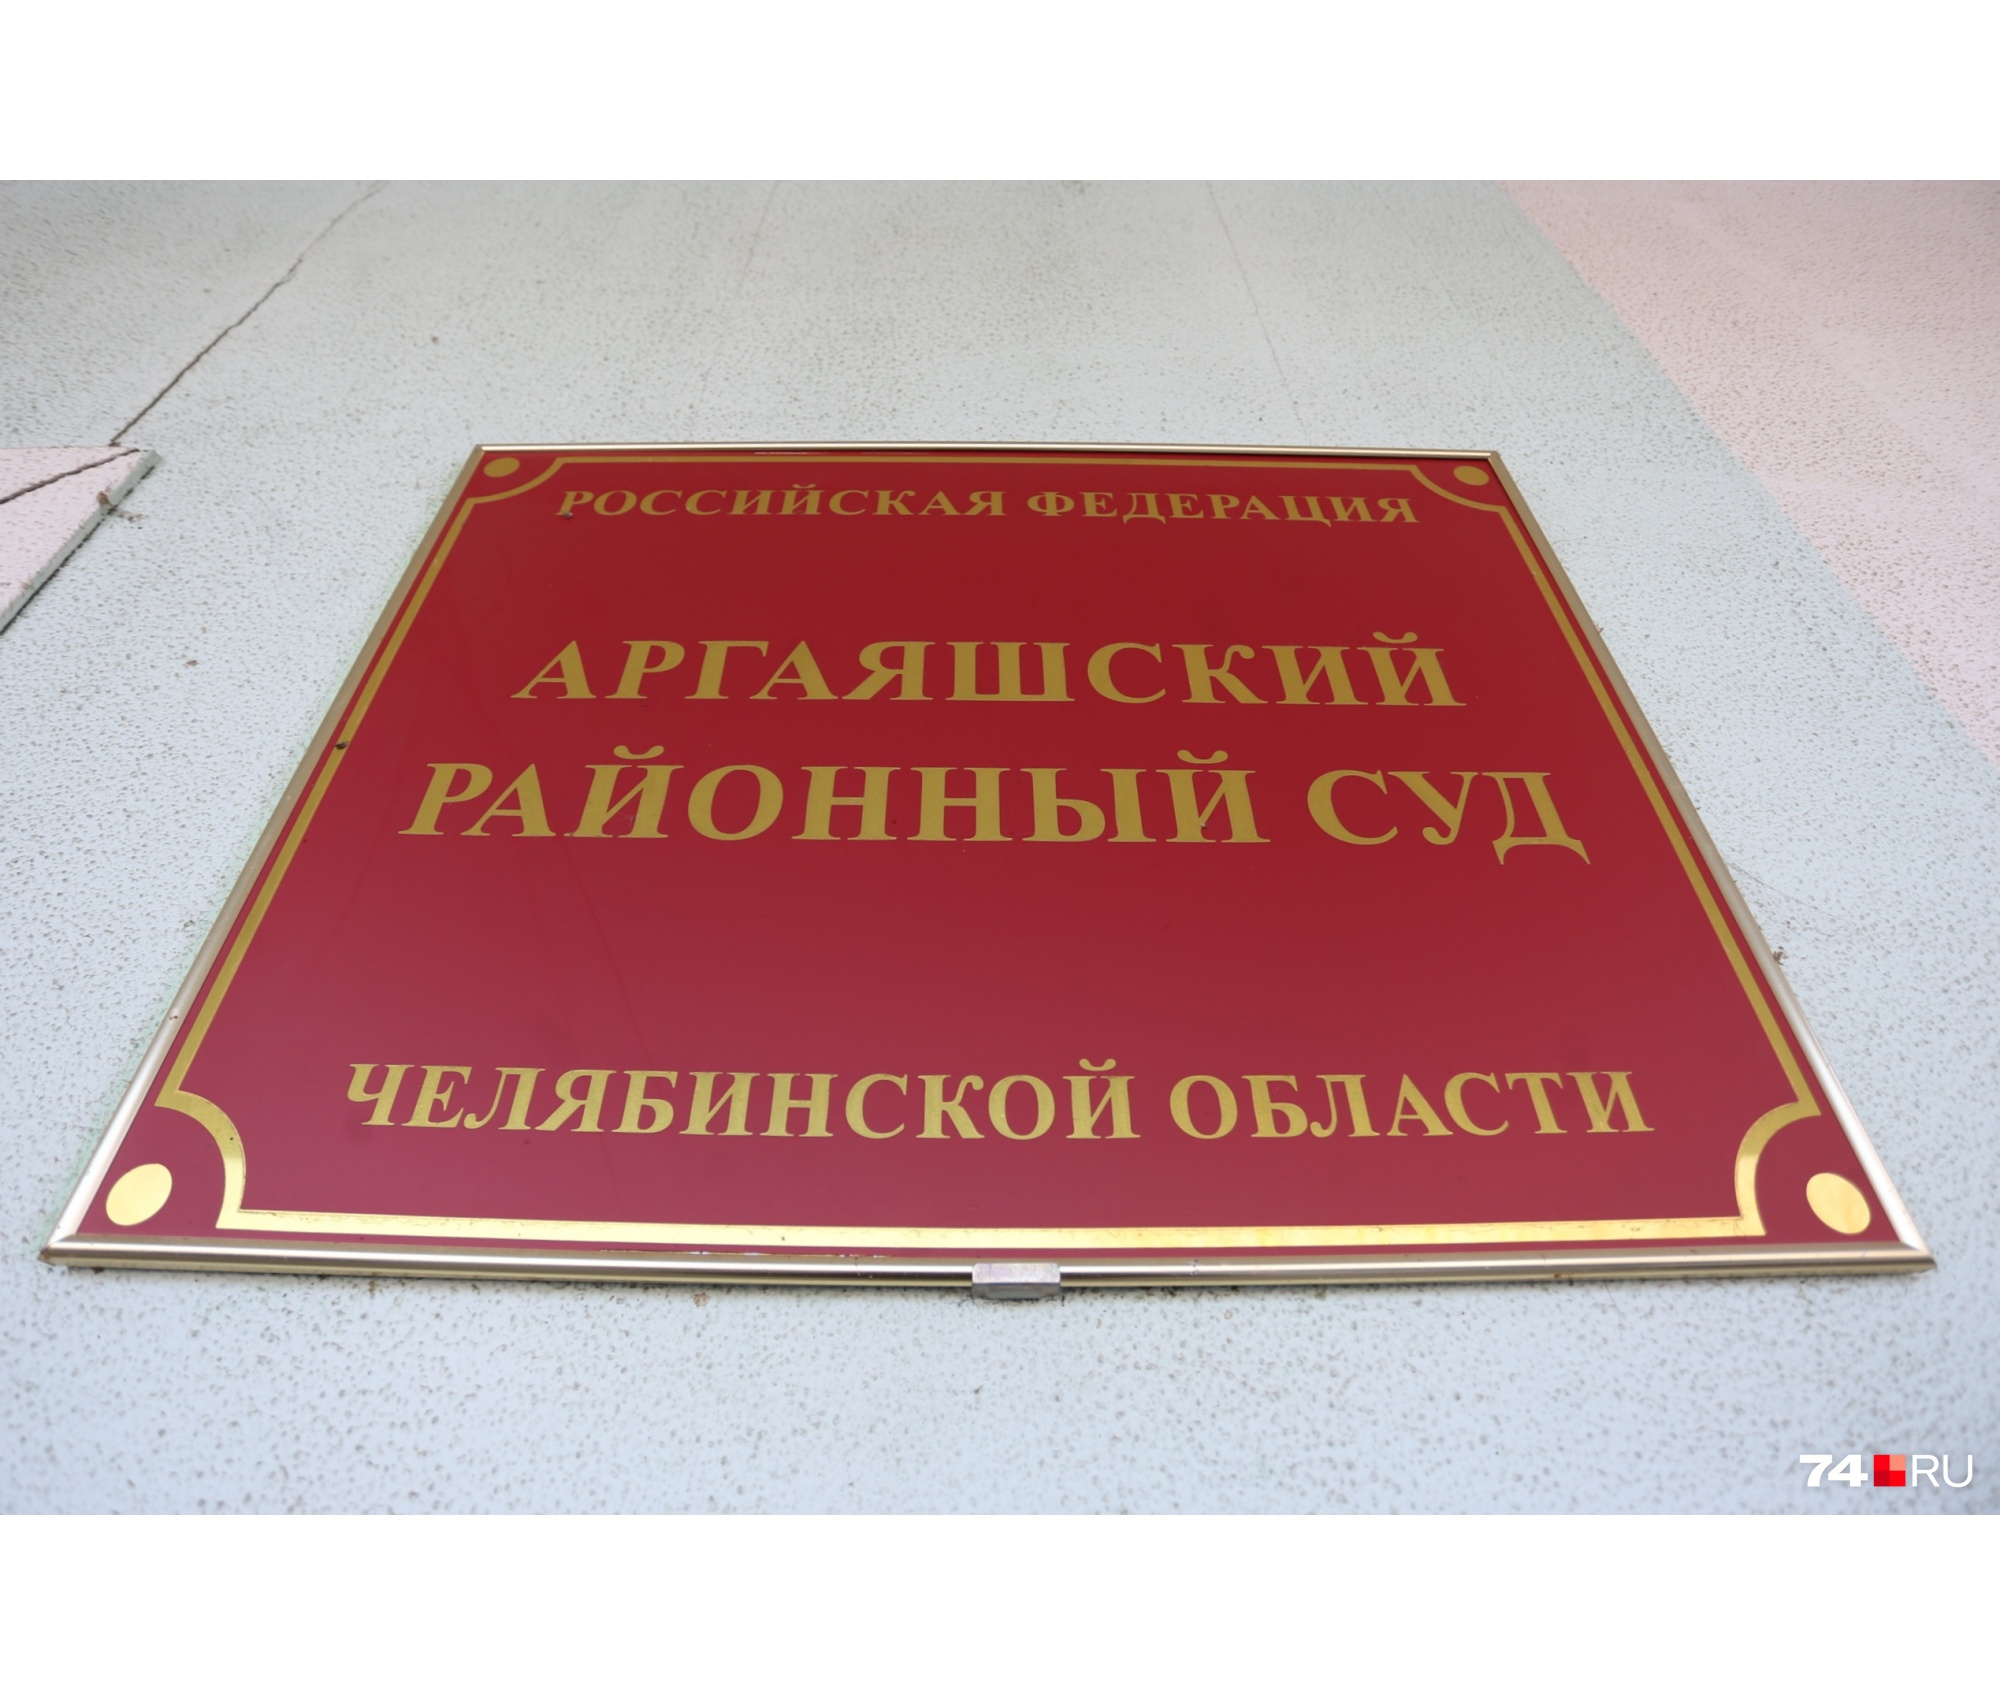 РОССИЙСКАЯ ФЕДЕРАЦИЯ
АРГАЯШСКИЙ
РАЙОННЫЙ СУД
ЧЕЛЯБИНСКОЙ ОБЛАСТИ
74 RU